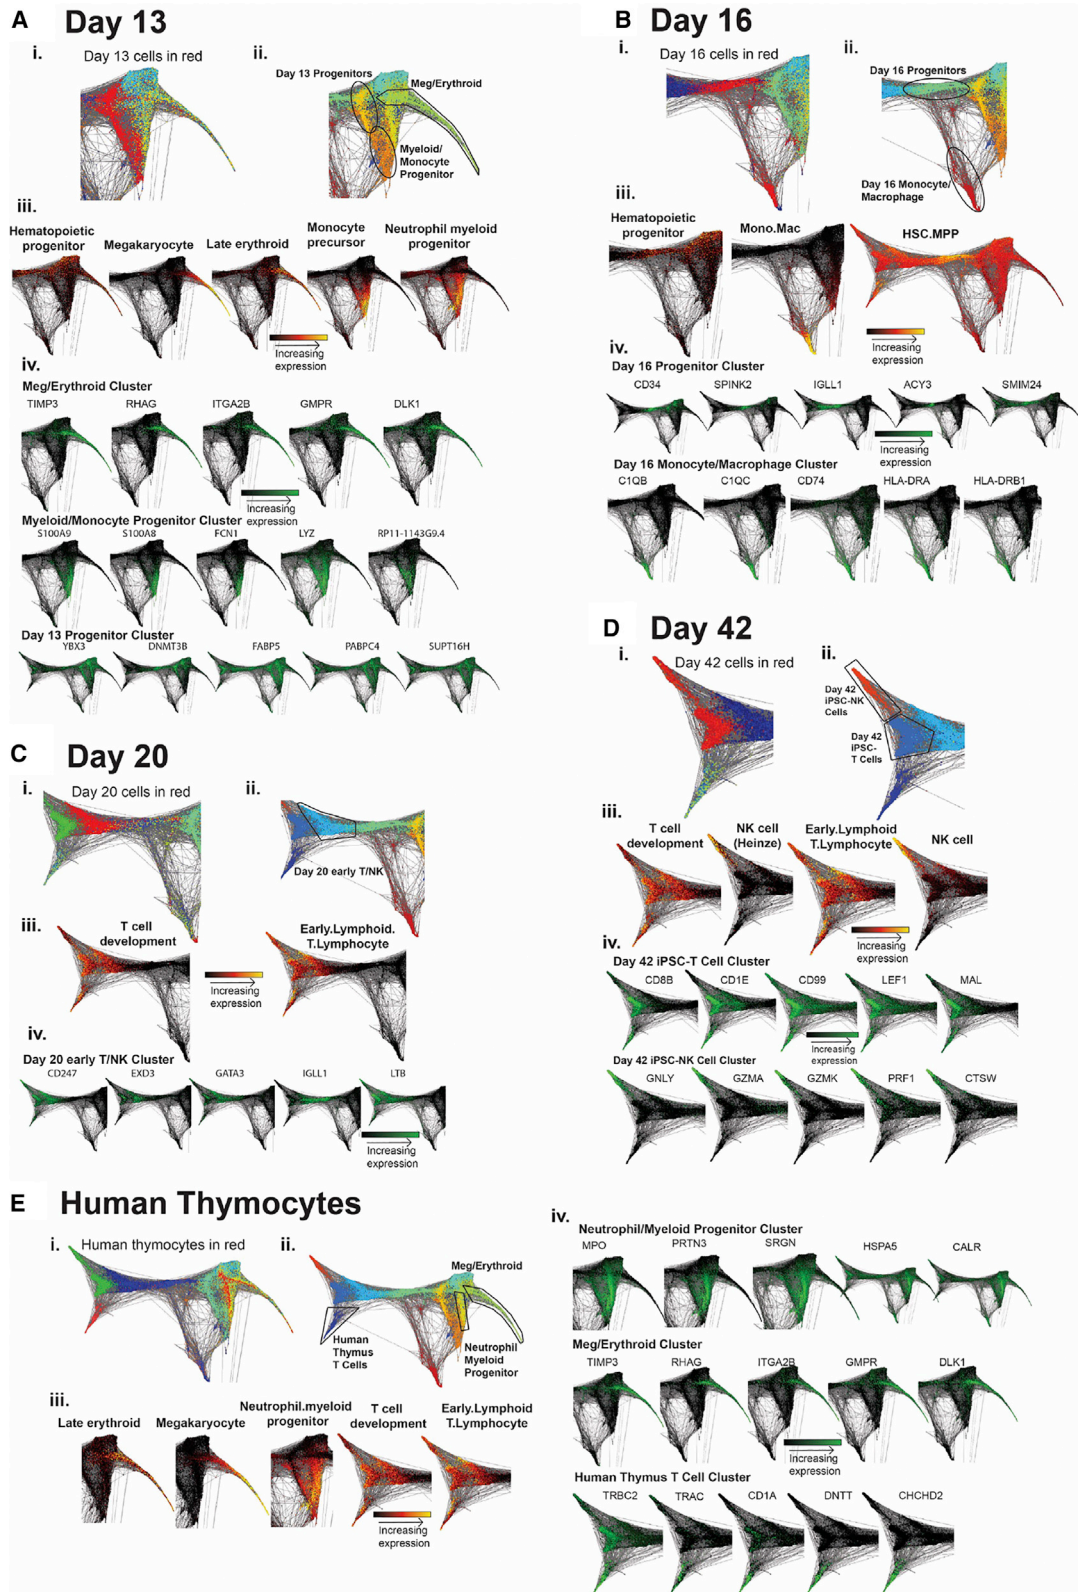 A Day 13
i.
Day 13 cells in red
ii.
Day 13 Progenitors
Meg/Erythroid
Myeloid/
Monocyte
Progenitor
iii.
Hematopoietic
progenitor
Megakaryocyte
Late erythroid
Monocyte
precursor
Neutrophil myeloid
progenitor
Increasing
expression
iv.
Meg/Erythroid Cluster
TIMP3
RHAG
ITGA2B
GMPR
DLK1
Increasing
expression
Myeloid/Monocyte Progenitor Cluster
S100A9
S100A8
FCN1
LYZ
RP11-1143G9.4
Day 13 Progenitor Cluster
YBX3
DNMT3B
FABP5
PABPC4
SUPT16H
B Day 16
i.
Day 16 cells in red
ii.
Day 16 Progenitors
Day 16 Monocyte/
Macrophage
iii.
Hematopoietic
progenitor
Mono.Mac
HSC.MPP
Increasing
expression
iv.
Day 16 Progenitor Cluster
CD34
SPINK2
IGLL1
ACY3
SMIM24
Increasing
expression
Day 16 Monocyte/Macrophage Cluster
C1QB
C1QC
CD74
HLA-DRA
HLA-DRB1
C Day 20
i.
Day 20 cells in red
ii.
Day 20 early T/NK
iii.
T cell
development
Increasing
expression
Early.Lymphoid.
T.Lymphocyte
iv.
Day 20 early T/NK Cluster
CD247
EXD3
GATA3
IGLL1
LTB
Increasing
expression
D Day 42
i.
Day 42 cells in red
ii.
Day 42
iPSC-NK
Cells
Day 42
iPSC-
T Cells
iii.
T cell
development
NK cell
(Heinze)
Early.Lymphoid
T.Lymphocyte
NK cell
Increasing
expression
iv.
Day 42 iPSC-T Cell Cluster
CD8B
CD1E
CD99
LEF1
MAL
Increasing
expression
Day 42 iPSC-NK Cell Cluster
GNLY
GZMA
GZMK
PRF1
CTSW
E Human Thymocytes
i.
Human thymocytes in red
ii.
Meg/Erythroid
Human
Thymus
T Cells
Neutrophil
Myeloid
Progenitor
iii.
Late erythroid
Megakaryocyte
Neutrophil.myeloid
progenitor
T cell
development
Early.Lymphoid
T.Lymphocyte
Increasing
expression
iv.
Neutrophil/Myeloid Progenitor Cluster
MPO
PRTN3
SRGN
HSPA5
CALR
Meg/Erythroid Cluster
TIMP3
RHAG
ITGA2B
GMPR
DLK1
Increasing
expression
Human Thymus T Cell Cluster
TRBC2
TRAC
CD1A
DNTT
CHCHD2